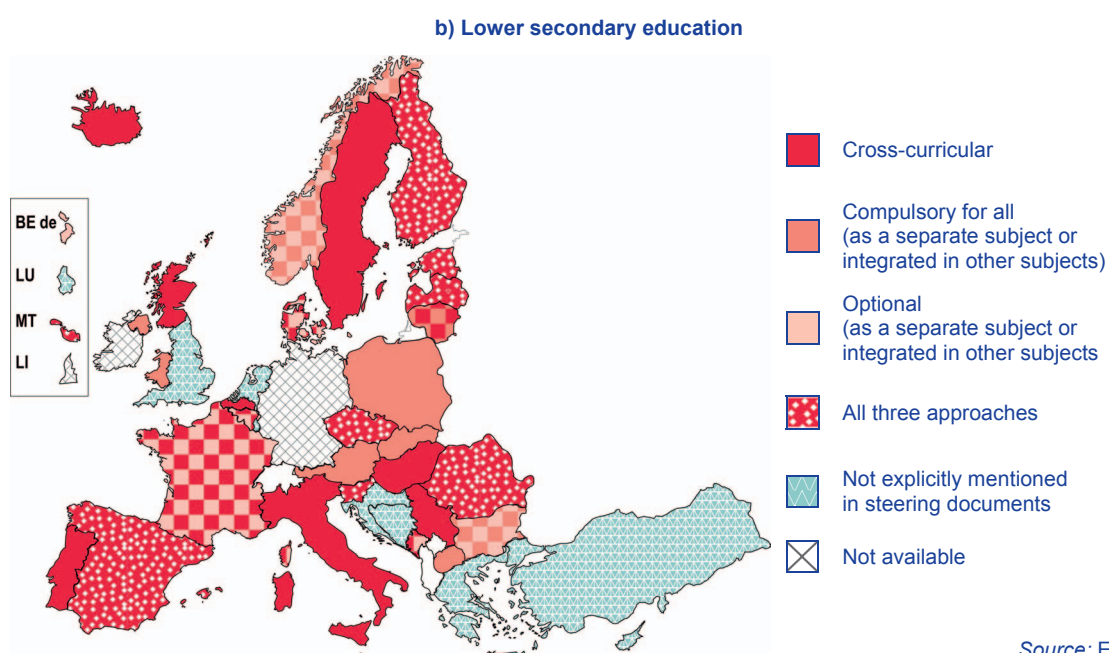 b) Lower secondary education
BE de
LU
MT
LI
Cross-curricular
Compulsory for all
(as a separate subject or
integrated in other subjects)
Optional
(as a separate subject or
integrated in other subjects
All three approaches
Not explicitly mentioned
in steering documents
Not available
Source: E